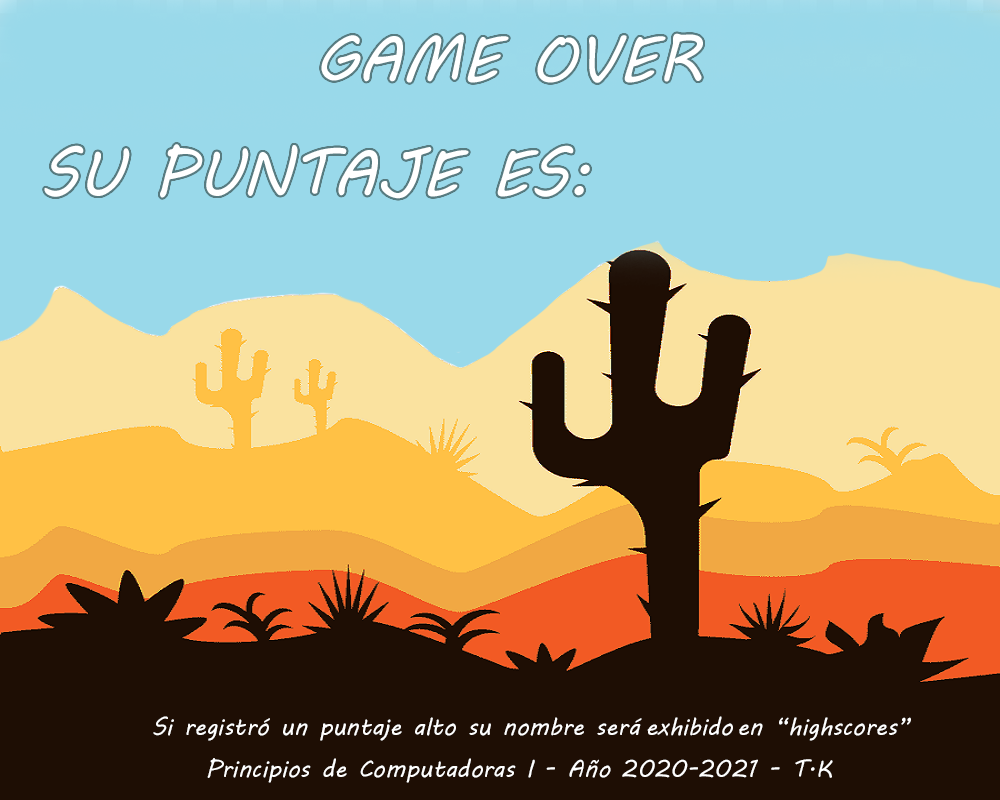 GAME OVER
SU PUNTAJE ES:
Si registró un puntaje alto su nombre será exhibido en “highscores”
Principios de Computadoras I - Año 2020-2021 - T·K